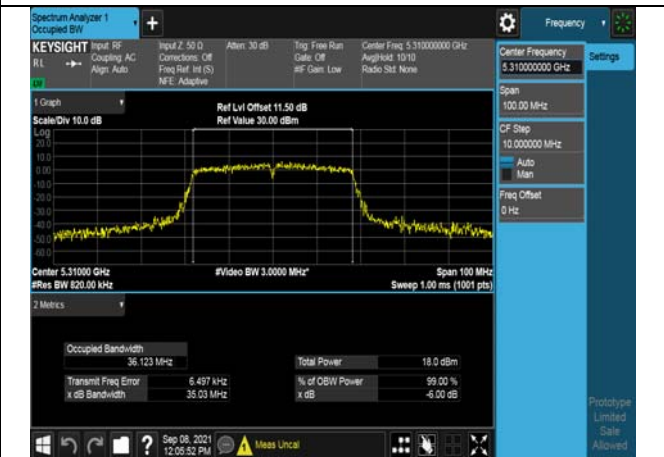 Spectrum Analyzer 1
Occupied BW
Frequency
KEYSIGHT
Input: RF
Coupling: AC
Align: Auto
Input Z: 50 Ω
Corrections: Off
Freq Ref: Int (S)
NFE: Adaptive
Atten: 30 dB
Trig: Free Run
Gate: Off
#IF Gain: Low
Center Freq: 5.310000000 GHz
Avg|Hold: 10/10
Radio Std: None
RL
Center Frequency
5.310000000 GHz
Settings
Span
100.00 MHz
CF Step
10.000000 MHz
Auto
Man
Freq Offset
0 Hz
1 Graph
Scale/Div 10.0 dB
Ref Lvl Offset 11.50 dB
Ref Value 30.00 dBm
Log
20.0
10.0
0.00
-10.0
-20.0
-30.0
-40.0
-50.0
-60.0
Center 5.31000 GHz
#Video BW 3.0000 MHz*
Span 100 MHz
#Res BW 820.00 kHz
Sweep 1.00 ms (1001 pts)
2 Metrics
Occupied Bandwidth
36.123 MHz
Total Power 18.0 dBm
Transmit Freq Error 6.497 kHz
% of OBW Power 99.00 %
x dB Bandwidth 35.03 MHz
x dB -6.00 dB
Prototype
Limited
Sale
Allowed
?
Sep 08, 2021
12:05:52 PM
Meas Uncal